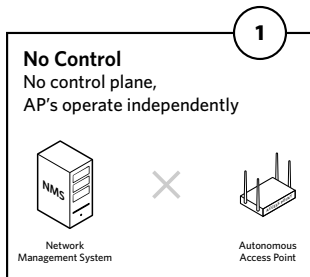 1
No Control
No control plane,
AP's operate independently
NMS
Network
Management System
Autonomous
Access Point